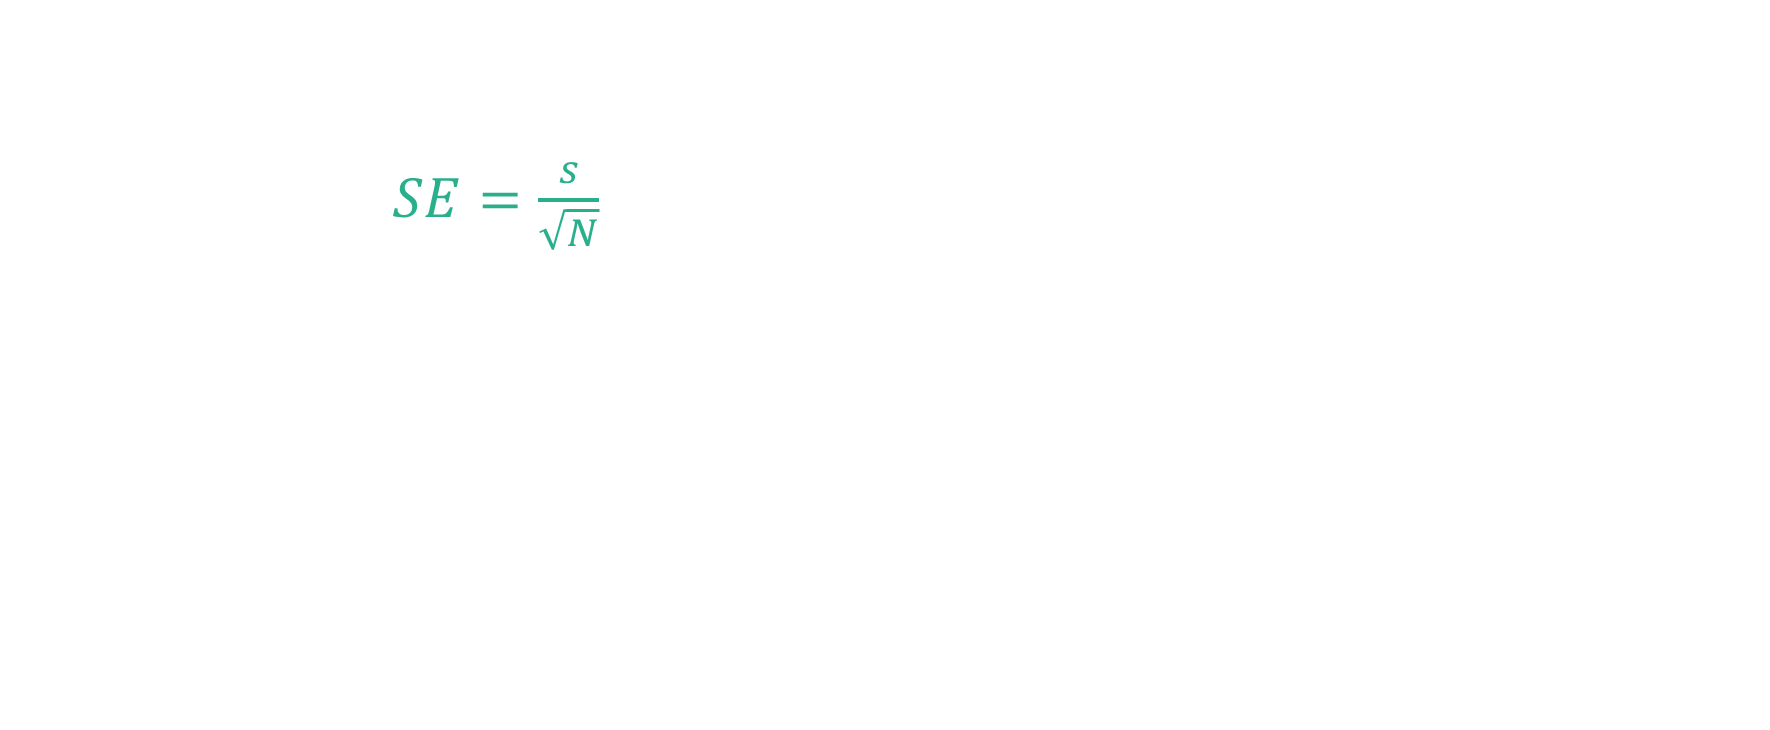 SE = s/√N